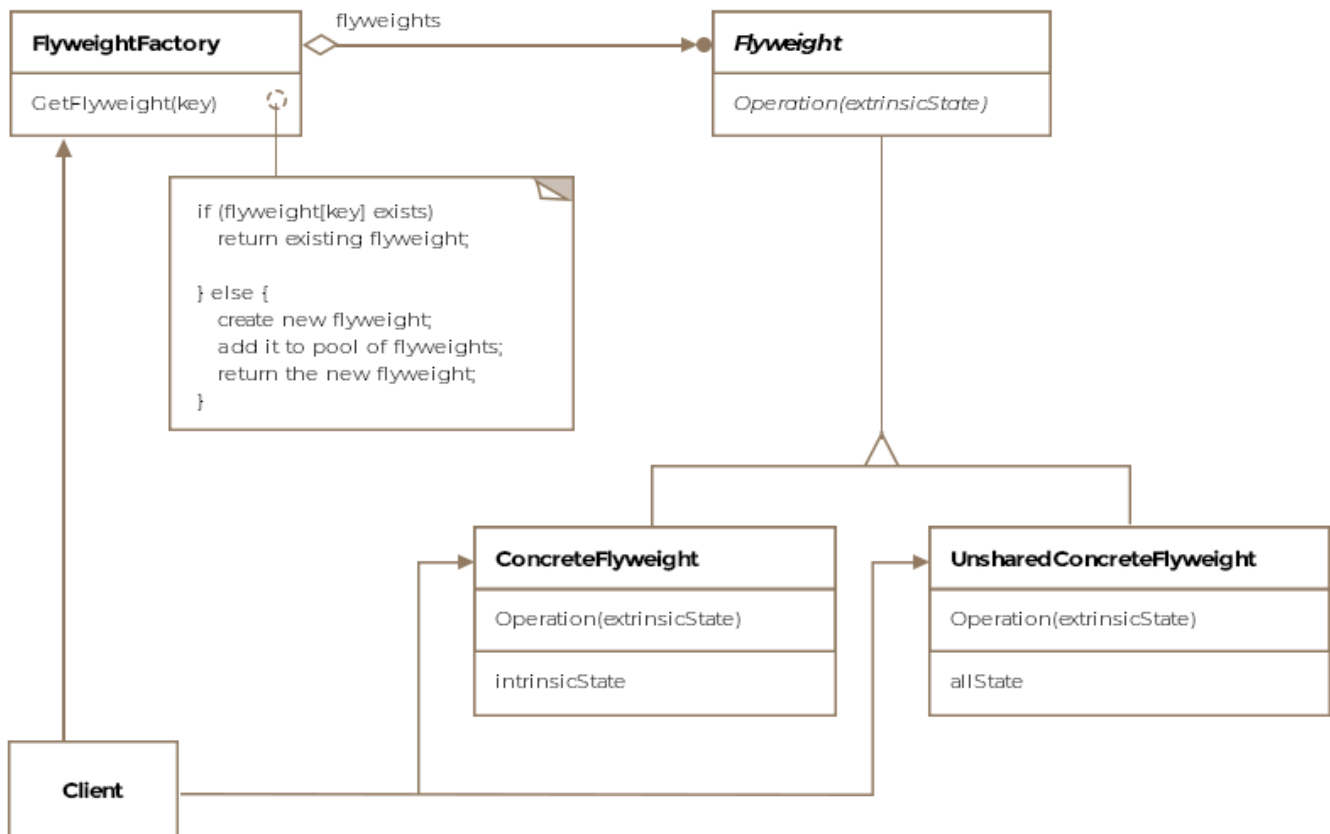 flyweights
FlyweightFactory
GetFlyweight(key)
Flyweight
Operation(extrinsicState)
if (flyweight[key] exists)
return existing flyweight;
} else {
create new flyweight;
add it to pool of flyweights;
return the new flyweight;
}
ConcreteFlyweight
Operation(extrinsicState)
intrinsicState
UnsharedConcreteFlyweight
Operation(extrinsicState)
allState
Client